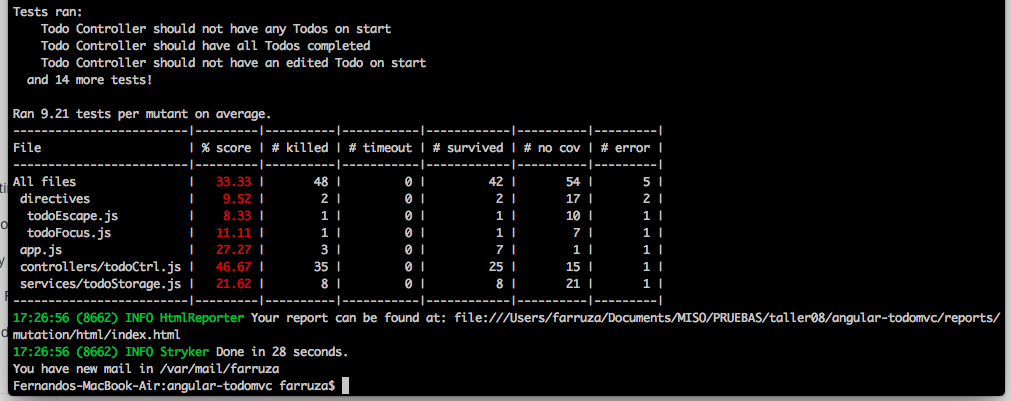 Tests ran:
    Todo Controller should not have any Todos on start
    Todo Controller should have all Todos completed
    Todo Controller should not have an edited Todo on start
  and 14 more tests!
Ran 9.21 tests per mutant on average.
-------------------------|---------|----------|-----------|------------|----------|---------|
File                     | % score | # killed | # timeout | # survived | # no cov | # error |
-------------------------|---------|----------|-----------|------------|----------|---------|
All files                |   33.33 |       48 |         0 |         42 |       54 |       5 |
 directives              |    9.52 |        2 |         0 |          2 |       17 |       2 |
  todoEscape.js          |    8.33 |        1 |         0 |          1 |       10 |       1 |
  todoFocus.js           |   11.11 |        1 |         0 |          1 |        7 |       1 |
 app.js                  |   27.27 |        3 |         0 |          7 |        1 |       1 |
 controllers/todoCtrl.js |   46.67 |       35 |         0 |         25 |       15 |       1 |
 services/todoStorage.js |   21.62 |        8 |         0 |          8 |       21 |       1 |
-------------------------|---------|----------|-----------|------------|----------|---------|
17:26:56 (8662) INFO HtmlReporter Your report can be found at: file:///Users/farruza/Documents/MISO/PRUEBAS/taller08/angular-todomvc/reports/
mutation/html/index.html
17:26:56 (8662) INFO Stryker Done in 28 seconds.
You have new mail in /var/mail/farruza
Fernandos-MacBook-Air:angular-todomvc farruza$